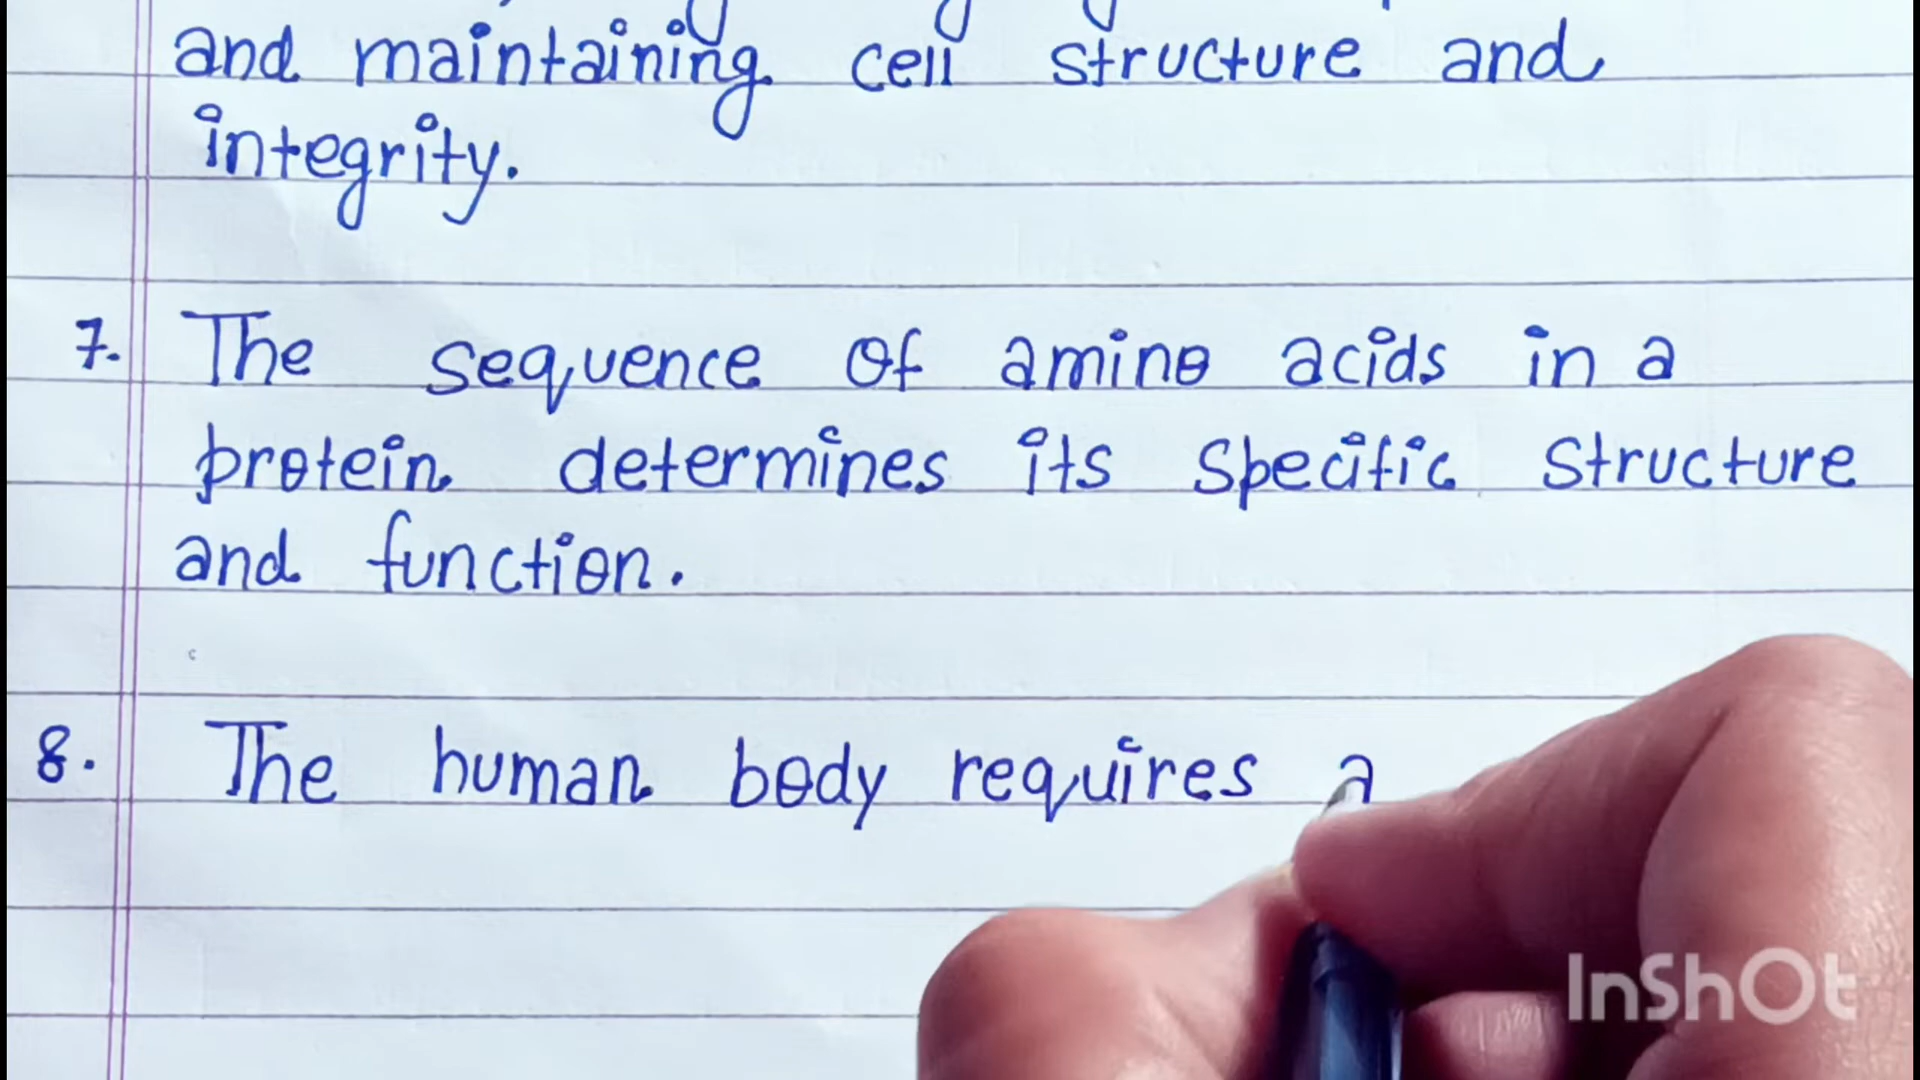 and maintaining cell structure and
integrity.
7. The sequence of amino acids in a
protein determines its specific structure
and function.
8. The human body requires a
InShOt